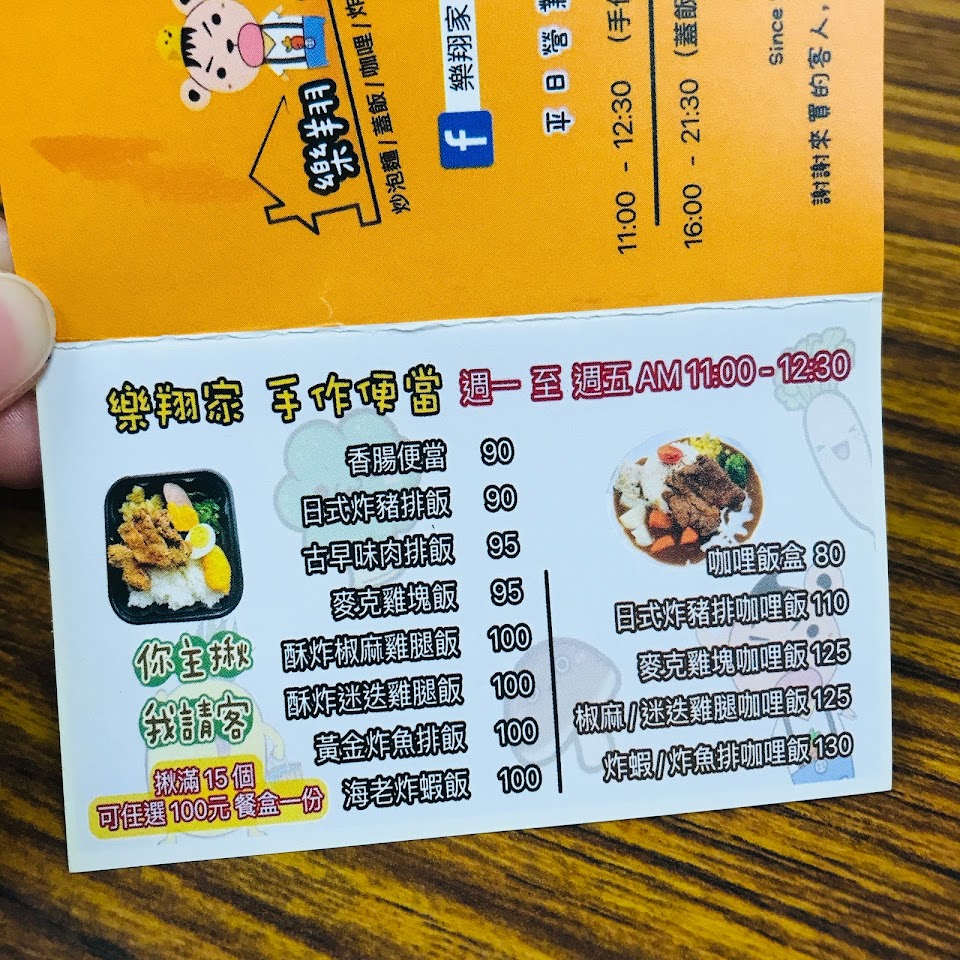 樂翔
炒泡麵 / 蓋飯 / 咖哩 / 炸
f 樂翔家
平日營業
11:00 - 12:30 (手作
16:00 - 21:30 (蓋飯
Since
謝謝來買的客人,
樂翔家 手作便當 週一 至 週五 AM 11:00 - 12:30
香腸便當 90
日式炸豬排飯 90
古早味肉排飯 95
麥克雞塊飯 95
酥炸椒麻雞腿飯 100
酥炸迷迭雞腿飯 100
黃金炸魚排飯 100
海老炸蝦飯 100
你主揪
我請客
揪滿 15 個
可任選 100元 餐盒一份
咖哩飯盒 80
日式炸豬排咖哩飯 110
麥克雞塊咖哩飯 125
椒麻 / 迷迭雞腿咖哩飯 125
炸蝦 / 炸魚排咖哩飯 130